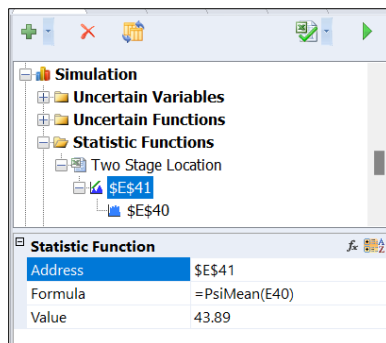 Simulation
Uncertain Variables
Uncertain Functions
Statistic Functions
Two Stage Location
$E$41
$E$40
Statistic Function fx A Z
Address $E$41
Formula =PsiMean(E40)
Value 43.89